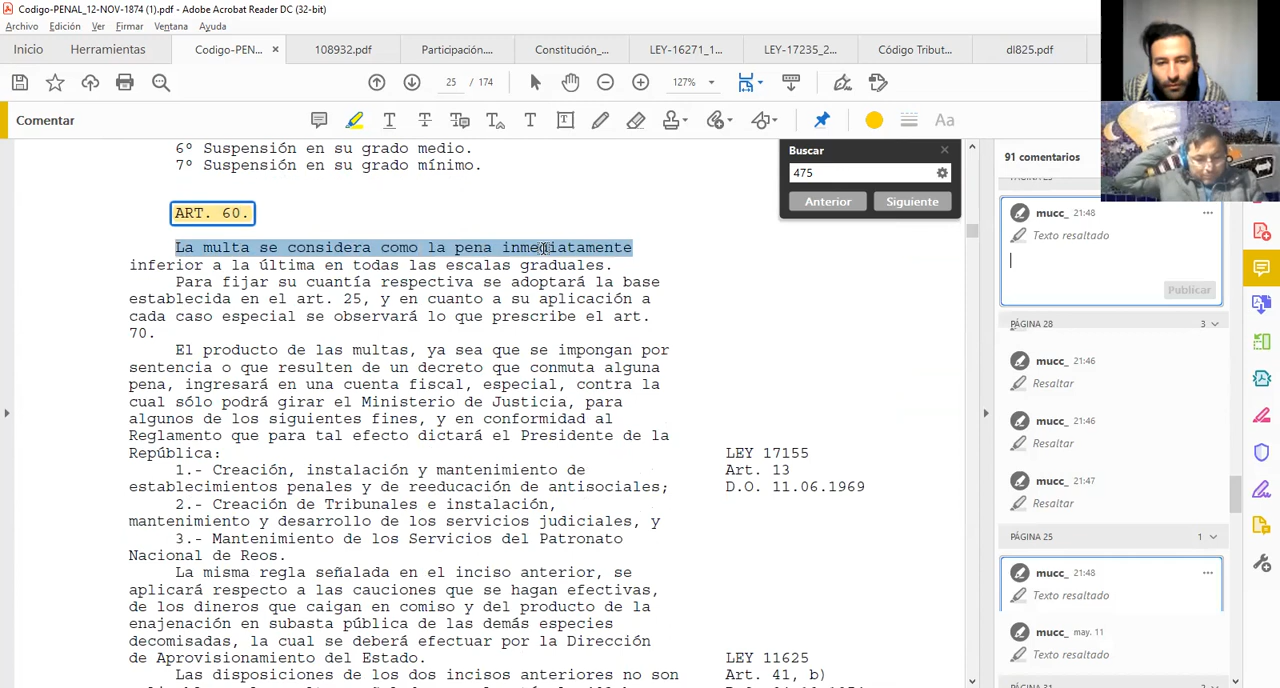 Codigo-PENAL_12-NOV-1874 (1).pdf - Adobe Acrobat Reader DC (32-bit)
Archivo Edición Ver Firmar Ventana Ayuda
Inicio Herramientas Codigo-PEN... × 108932.pdf Participación.... Constitución_... LEY-16271_1... LEY-17235_2... Código Tribut... dl825.pdf
25 / 174 127%
Comentar
Aa
Buscar
475
Anterior Siguiente
6º Suspensión en su grado medio.
7º Suspensión en su grado mínimo.
ART. 60.
La multa se considera como la pena inmediatamente
inferior a la última en todas las escalas graduales.
Para fijar su cuantía respectiva se adoptará la base
establecida en el art. 25, y en cuanto a su aplicación a
cada caso especial se observará lo que prescribe el art.
70.
El producto de las multas, ya sea que se impongan por
sentencia o que resulten de un decreto que conmuta alguna
pena, ingresará en una cuenta fiscal, especial, contra la
cual sólo podrá girar el Ministerio de Justicia, para
algunos de los siguientes fines, y en conformidad al
Reglamento que para tal efecto dictará el Presidente de la
República: LEY 17155
1.- Creación, instalación y mantenimiento de Art. 13
establecimientos penales y de reeducación de antisociales; D.O. 11.06.1969
2.- Creación de Tribunales e instalación,
mantenimiento y desarrollo de los servicios judiciales, y
3.- Mantenimiento de los Servicios del Patronato
Nacional de Reos.
La misma regla señalada en el inciso anterior, se
aplicará respecto a las cauciones que se hagan efectivas,
de los dineros que caigan en comiso y del producto de la
enajenación en subasta pública de las demás especies
decomisadas, la cual se deberá efectuar por la Dirección
de Aprovisionamiento del Estado. LEY 11625
Las disposiciones de los dos incisos anteriores no son Art. 41, b)
91 comentarios
mucc_ 21:48
Texto resaltado
Publicar
PÁGINA 28 3
mucc_ 21:46
Resaltar
mucc_ 21:46
Resaltar
mucc_ 21:47
Resaltar
PÁGINA 25 1
mucc_ 21:48
Texto resaltado
mucc_ may. 11
Texto resaltado